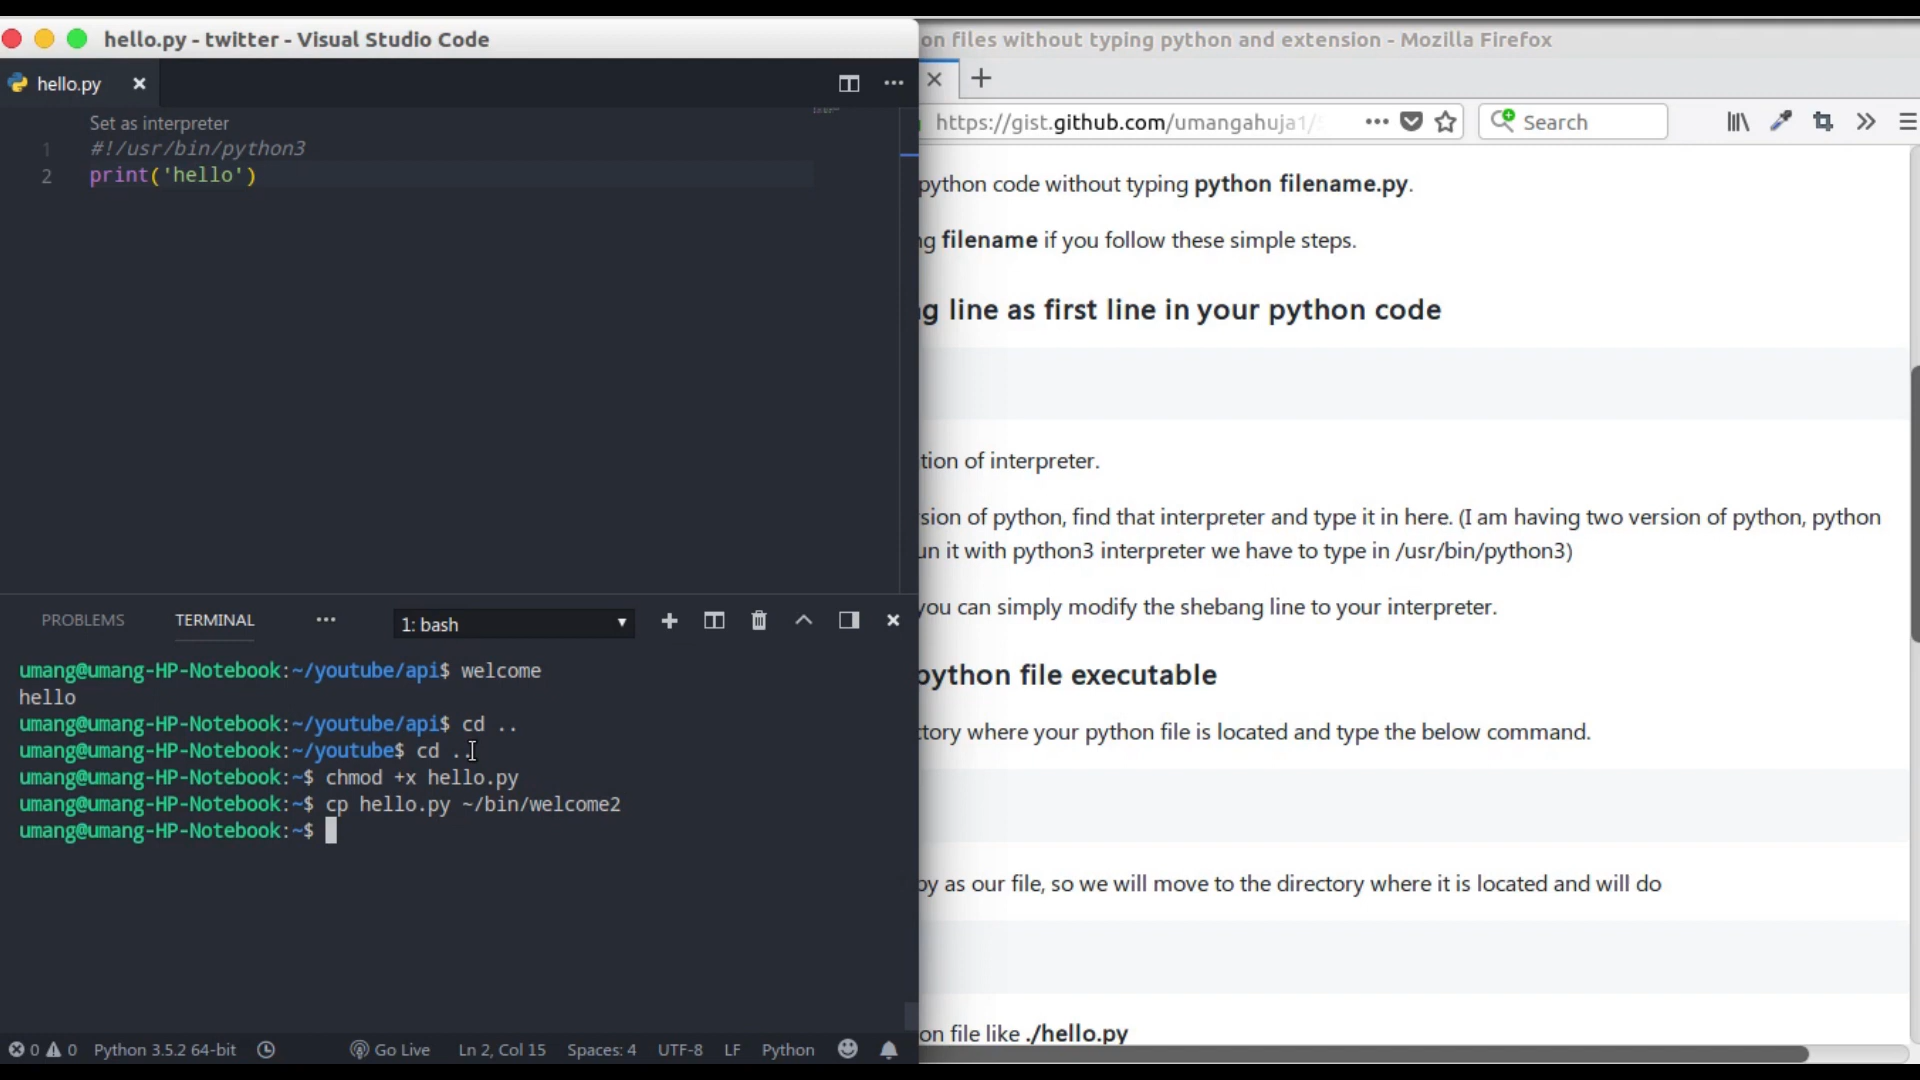 hello.py - twitter - Visual Studio Code
hello.py
Set as interpreter
1 #!/usr/bin/python3
2 print('hello')
PROBLEMS TERMINAL ••• 1: bash
umang@umang-HP-Notebook:~/youtube/api$ welcome
hello
umang@umang-HP-Notebook:~/youtube/api$ cd ..
umang@umang-HP-Notebook:~/youtube$ cd ..
umang@umang-HP-Notebook:~$ chmod +x hello.py
umang@umang-HP-Notebook:~$ cp hello.py ~/bin/welcome2
umang@umang-HP-Notebook:~$
0 0 Python 3.5.2 64-bit Go Live Ln 2, Col 15 Spaces: 4 UTF-8 LF Python
on files without typing python and extension - Mozilla Firefox
https://gist.github.com/umangahuja1/ Search
python code without typing python filename.py.
g filename if you follow these simple steps.
g line as first line in your python code
tion of interpreter.
sion of python, find that interpreter and type it in here. (I am having two version of python, python
un it with python3 interpreter we have to type in /usr/bin/python3)
you can simply modify the shebang line to your interpreter.
python file executable
ctory where your python file is located and type the below command.
py as our file, so we will move to the directory where it is located and will do
on file like ./hello.py